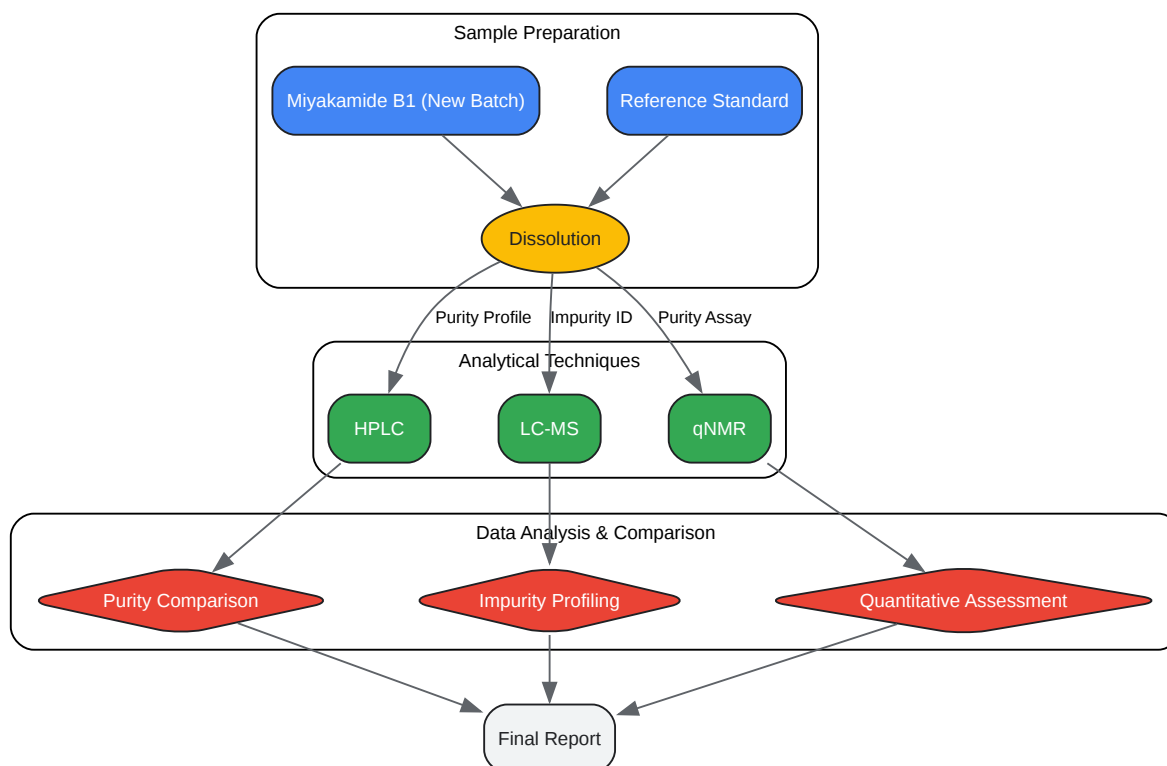 Sample Preparation
Miyakamide B1 (New Batch)
Reference Standard
Dissolution
Purity Profile
Impurity ID
Purity Assay
Analytical Techniques
HPLC
LC-MS
qNMR
Data Analysis & Comparison
Purity Comparison
Impurity Profiling
Quantitative Assessment
Final Report